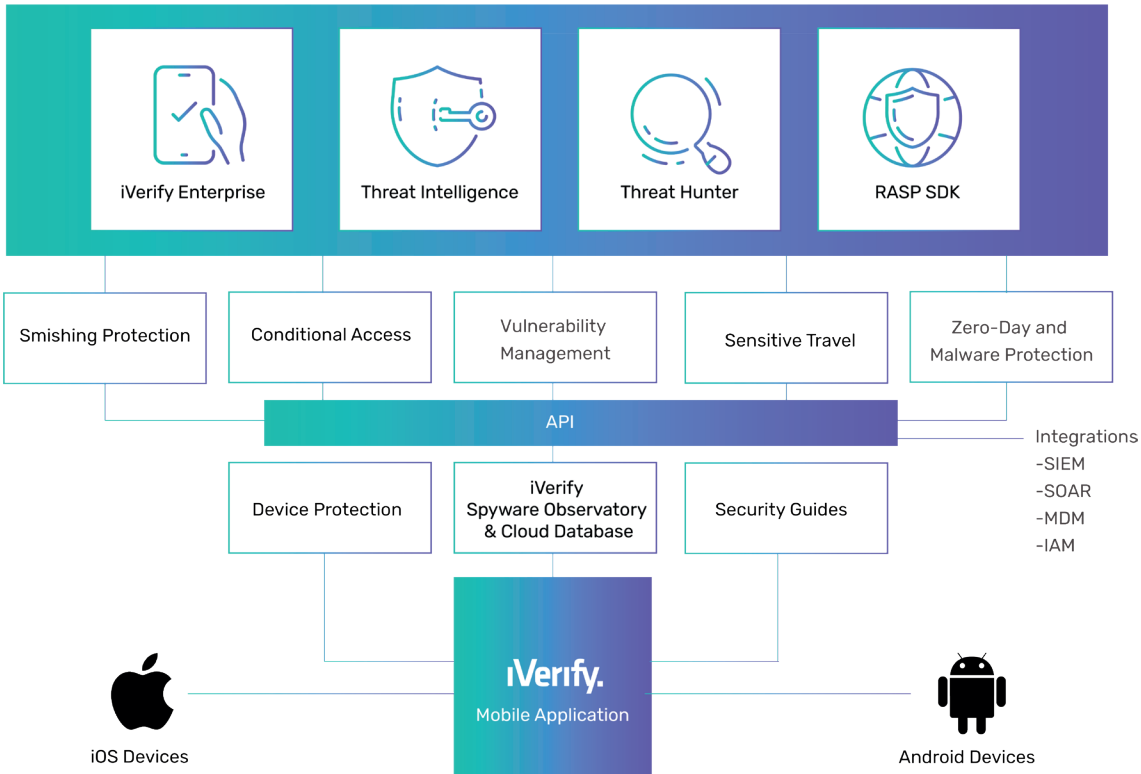 iVerify Enterprise
Threat Intelligence
Threat Hunter
RASP SDK
Smishing Protection
Conditional Access
Vulnerability
Management
Sensitive Travel
Zero-Day and
Malware Protection
API
Integrations
-SIEM
-SOAR
-MDM
-IAM
Device Protection
iVerify
Spyware Observatory
& Cloud Database
Security Guides
iVerify.
Mobile Application
iOS Devices
Android Devices